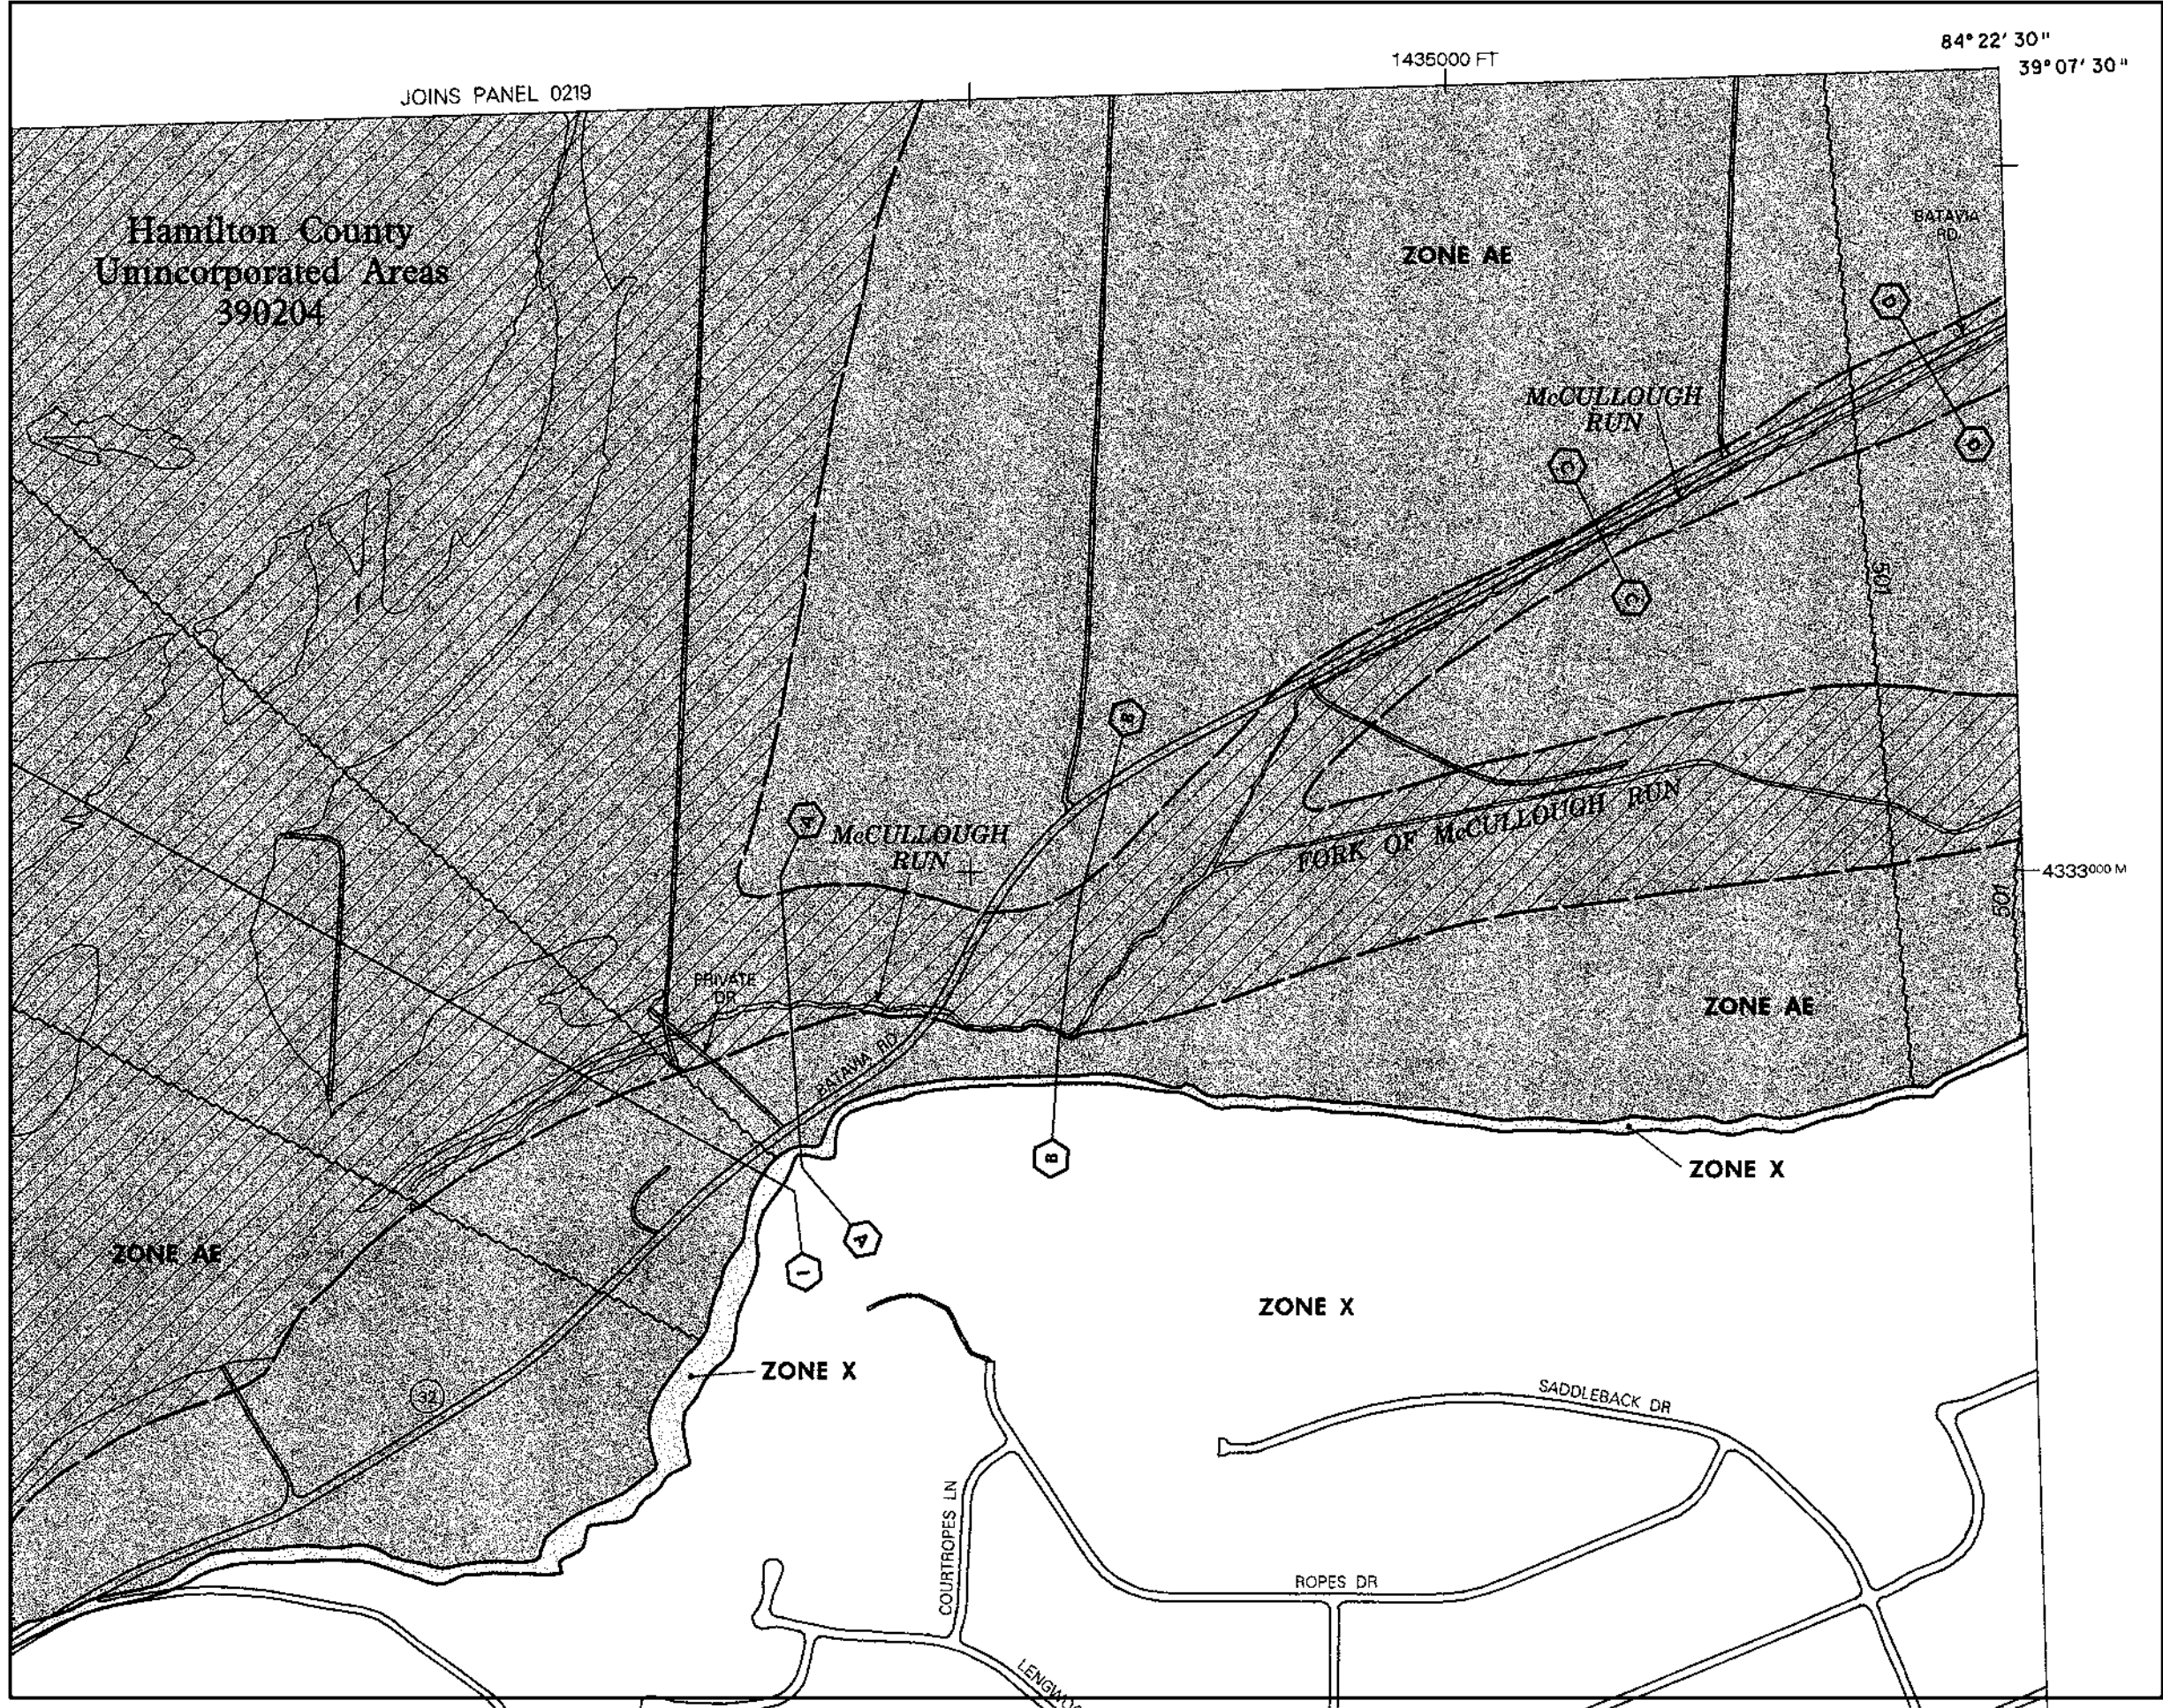 84° 22' 30"
39° 07' 30"
1435000 FT
JOINS PANEL 0219
Hamilton County
Unincorporated Areas
390204
ZONE AE
BATAVIA
RD
D
McCULLOUGH
RUN
C
D
501
C
B
A
McCULLOUGH
RUN
FORK OF McCULLOUGH RUN
4333000 M
501
PRIVATE
DR
ZONE AE
BATAVIA RD
B
ZONE X
A
1
ZONE AE
ZONE X
ZONE X
32
SADDLEBACK DR
COURTROPES LN
ROPES DR